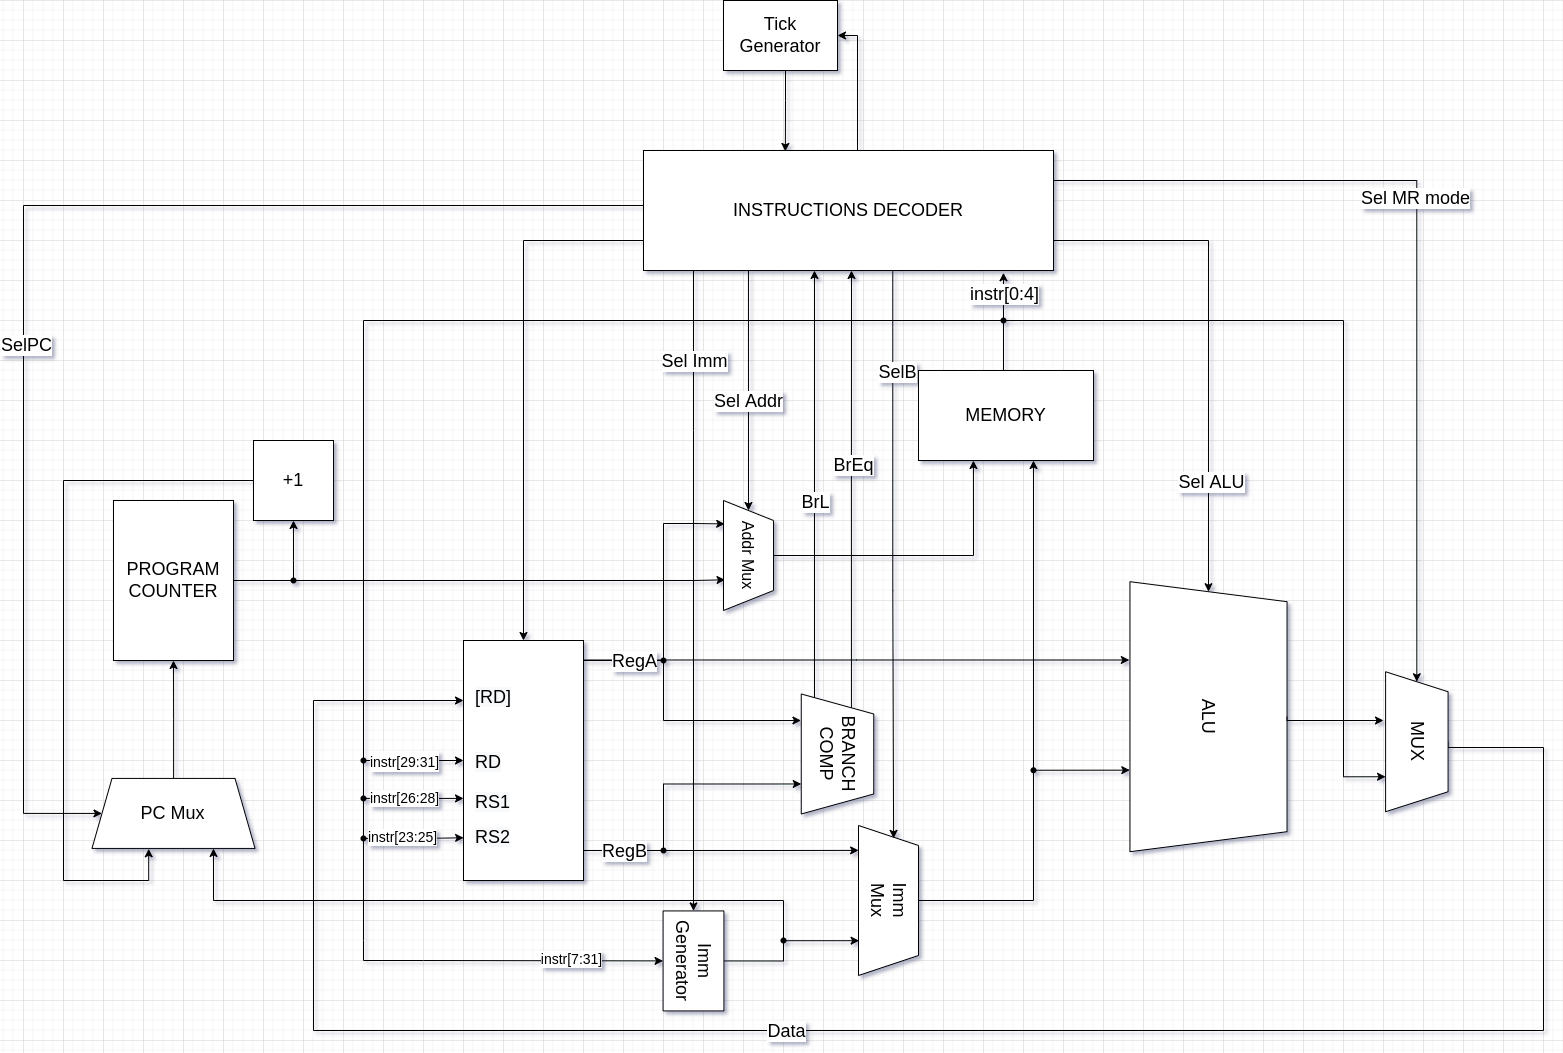 Tick
Generator
INSTRUCTIONS DECODER
Sel MR mode
instr[0:4]
SelPC
Sel Imm
SelB
Sel Addr
MEMORY
BrEq
+1
Sel ALU
BrL
Addr Mux
PROGRAM
COUNTER
RegA
[RD]
ALU
BRANCH
COMP
MUX
instr[29:31]
RD
instr[26:28]
RS1
PC Mux
instr[23:25]
RS2
RegB
Imm
Mux
Imm
Generator
instr[7:31]
Data